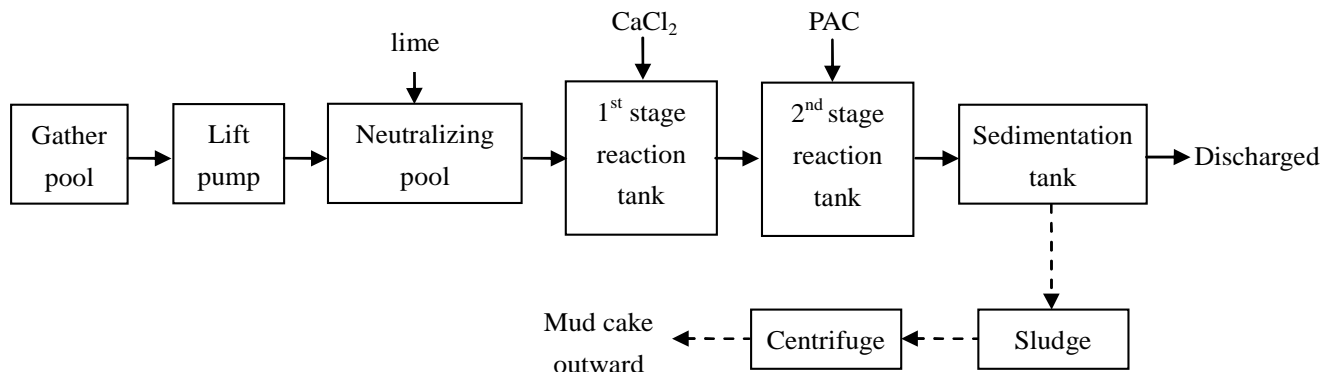 CaCl₂
PAC
lime
Gather
pool
Lift
pump
Neutralizing
pool
1ˢᵗ stage
reaction
tank
2ⁿᵈ stage
reaction
tank
Sedimentation
tank
Discharged
Mud cake
outward
Centrifuge
Sludge